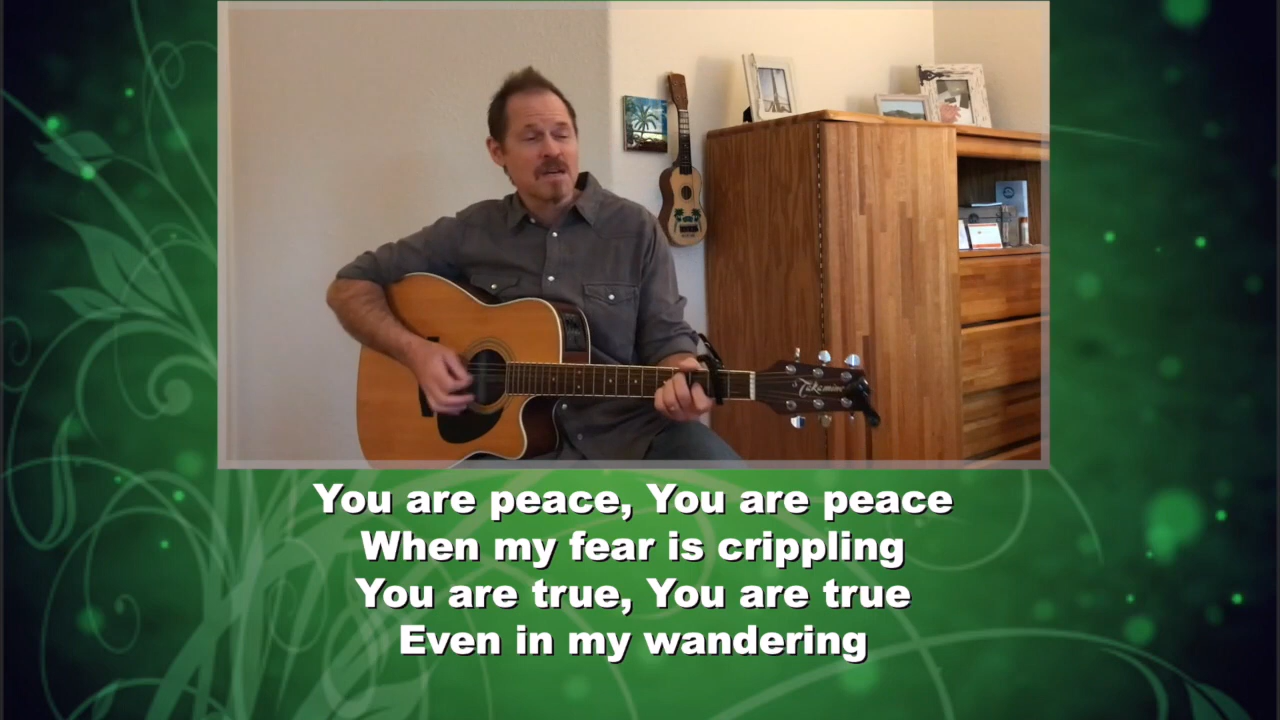 Takamine
You are peace, You are peace
When my fear is crippling
You are true, You are true
Even in my wandering